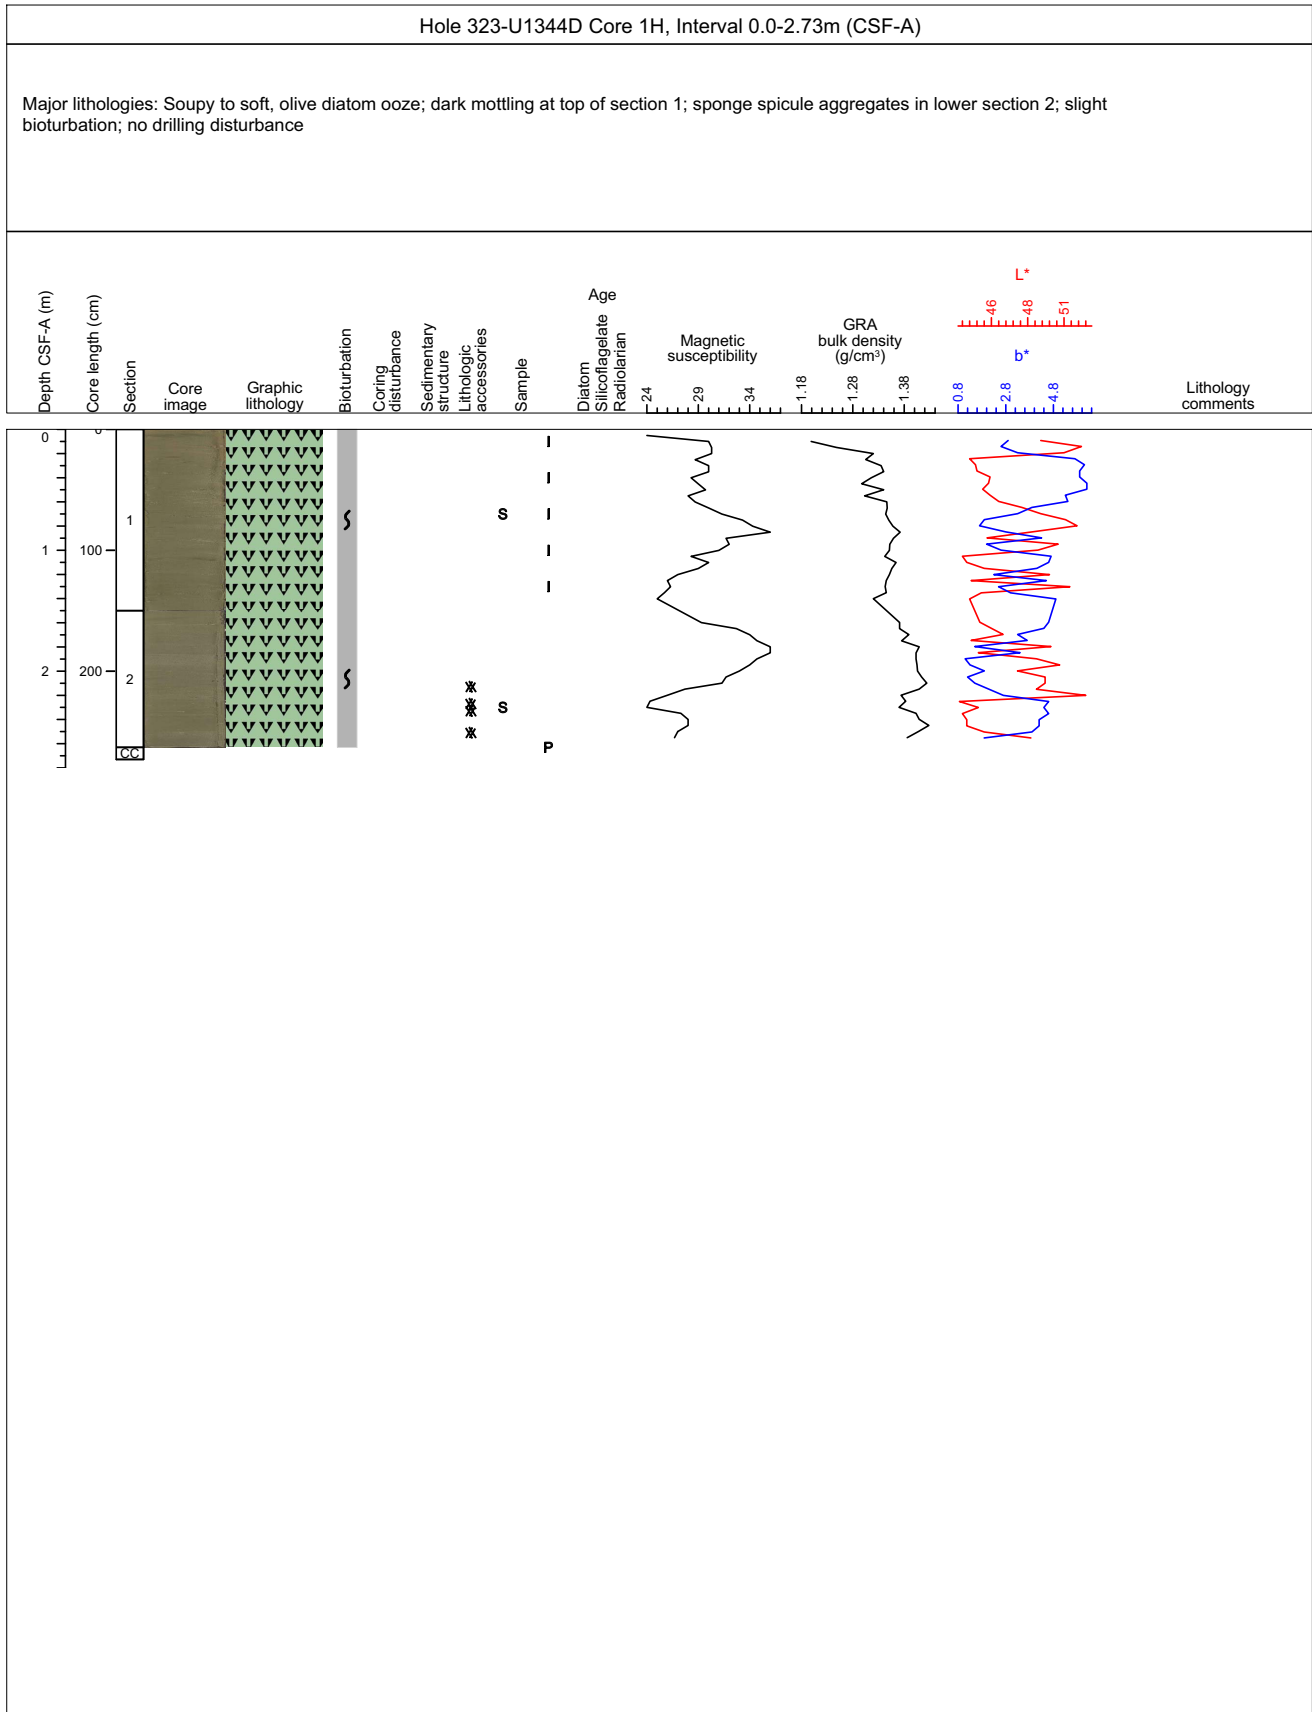 Hole 323-U1344D Core 1H, Interval 0.0-2.73m (CSF-A)
Major lithologies: Soupy to soft, olive diatom ooze; dark mottling at top of section 1; sponge spicule aggregates in lower section 2; slight
bioturbation; no drilling disturbance
Depth CSF-A (m)
Core length (cm)
Section
Core
image
Graphic
lithology
Bioturbation
Coring
disturbance
Sedimentary
structure
Lithologic
accessories
Sample
Age
Diatom
Silicoflagelate
Radiolarian
Magnetic
susceptibility
24 29 34
GRA
bulk density
(g/cm³)
1.18 1.28 1.38
L*
46 48 51
b*
0.8 2.8 4.8
Lithology
comments
0 0
I
I
1 S I
1 100 I
I
2 200
2
S
P
CC